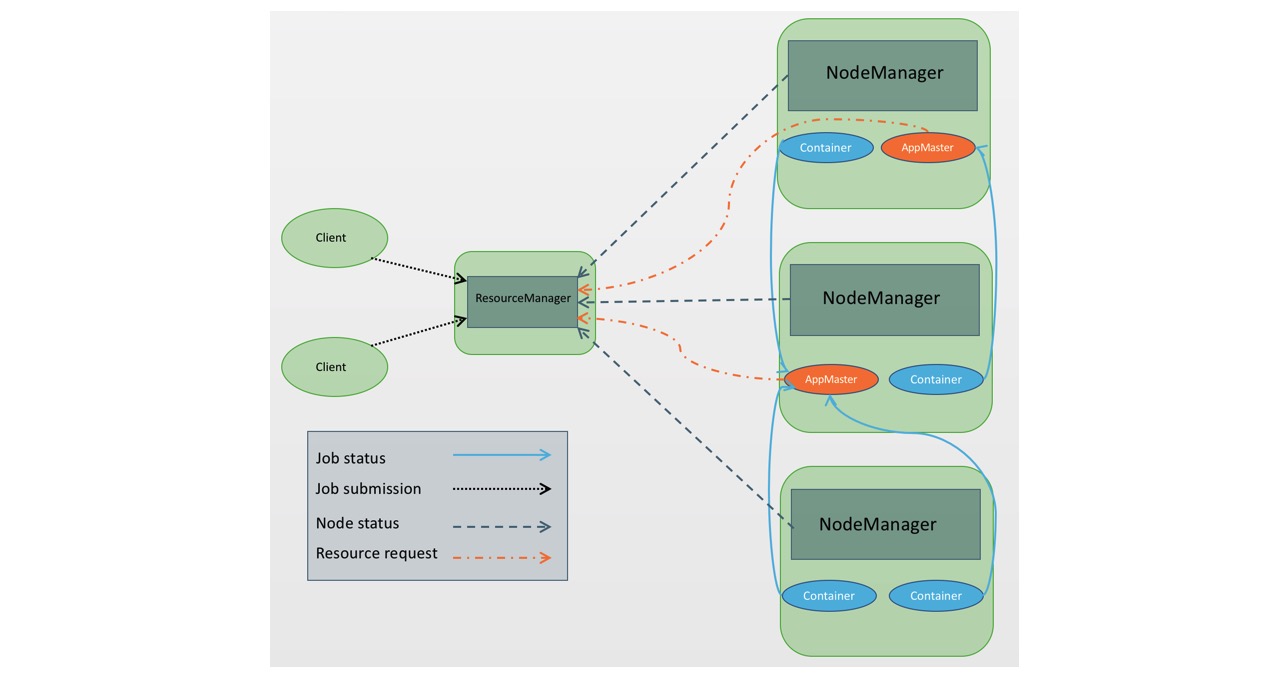 NodeManager
Container
AppMaster
Client
ResourceManager
NodeManager
Client
AppMaster
Container
Job status
Job submission
Node status
Resource request
NodeManager
Container
Container